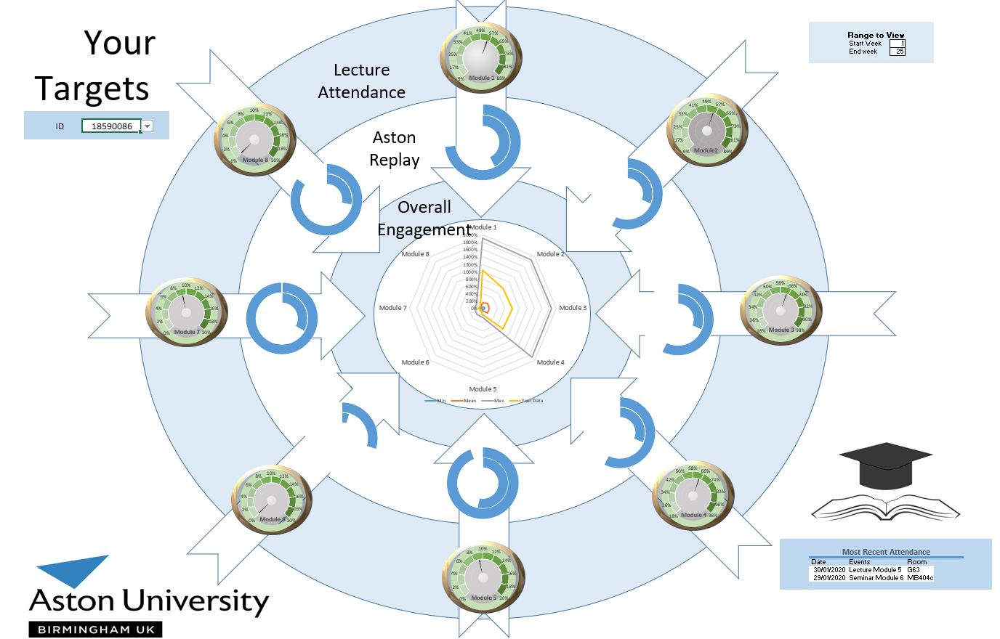 Your
Targets
ID 18590086
Lecture
Attendance
Aston
Replay
Overall
Engagement
Range to View
Start Week 1
End week 25
9% 17% 25% 33% 41% 49% 57% 65% 73% 81% 89%
Module 1
0% 2% 4% 6% 8% 10% 12% 14% 16% 18% 20%
Module 8
9% 17% 25% 33% 41% 49% 57% 65% 73% 81% 89%
Module2
Module 1
1800%
1600%
1400%
1200%
1000%
800%
600%
400%
200%
0%
Module 2
Module 3
Module 4
Module 5
Module 6
Module 7
Module 8
Min Mean Max Your Data
0% 2% 4% 6% 8% 10% 12% 14% 16% 18% 20%
Module 7
18% 26% 34% 42% 50% 58% 66% 74% 82% 90% 98%
Module 3
0% 2% 4% 6% 8% 10% 12% 14% 16% 18% 20%
Module 6
18% 26% 34% 42% 50% 58% 66% 74% 82% 90% 98%
Module 4
0% 2% 4% 6% 8% 10% 12% 14% 16% 18% 20%
Module 5
Most Recent Attendance
Date Events Room
30/01/2020 Lecture Module 5 G63
29/01/2020 Seminar Module 6 MB404c
Aston University
BIRMINGHAM UK